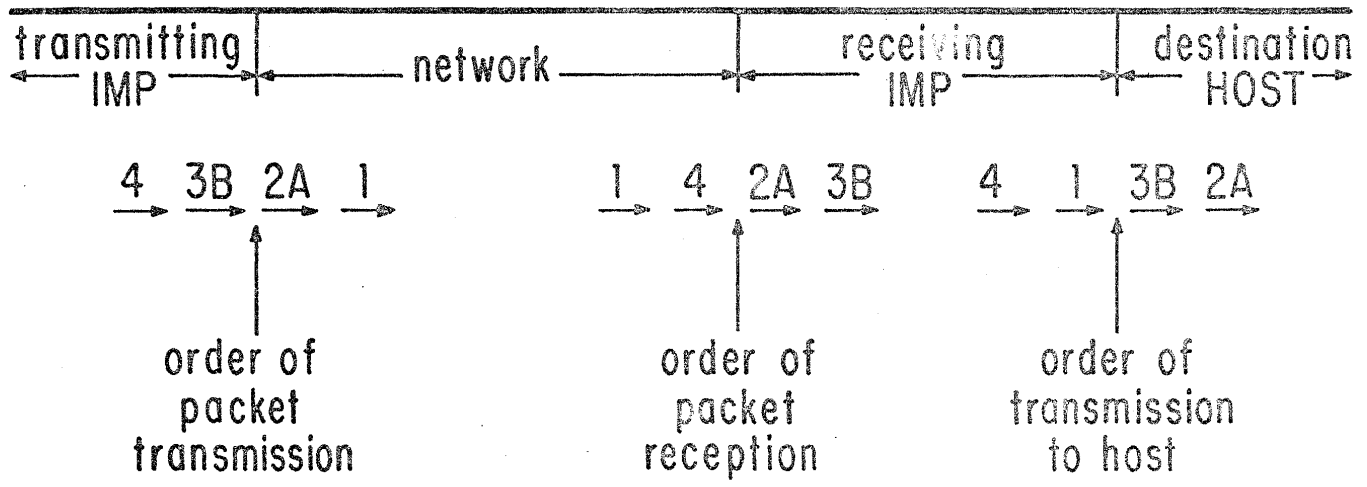 transmitting IMP
network
receiving IMP
destination HOST
4 3B 2A 1
1 4 2A 3B
4 1 3B 2A
order of
packet
transmission
order of
packet
reception
order of
transmission
to host